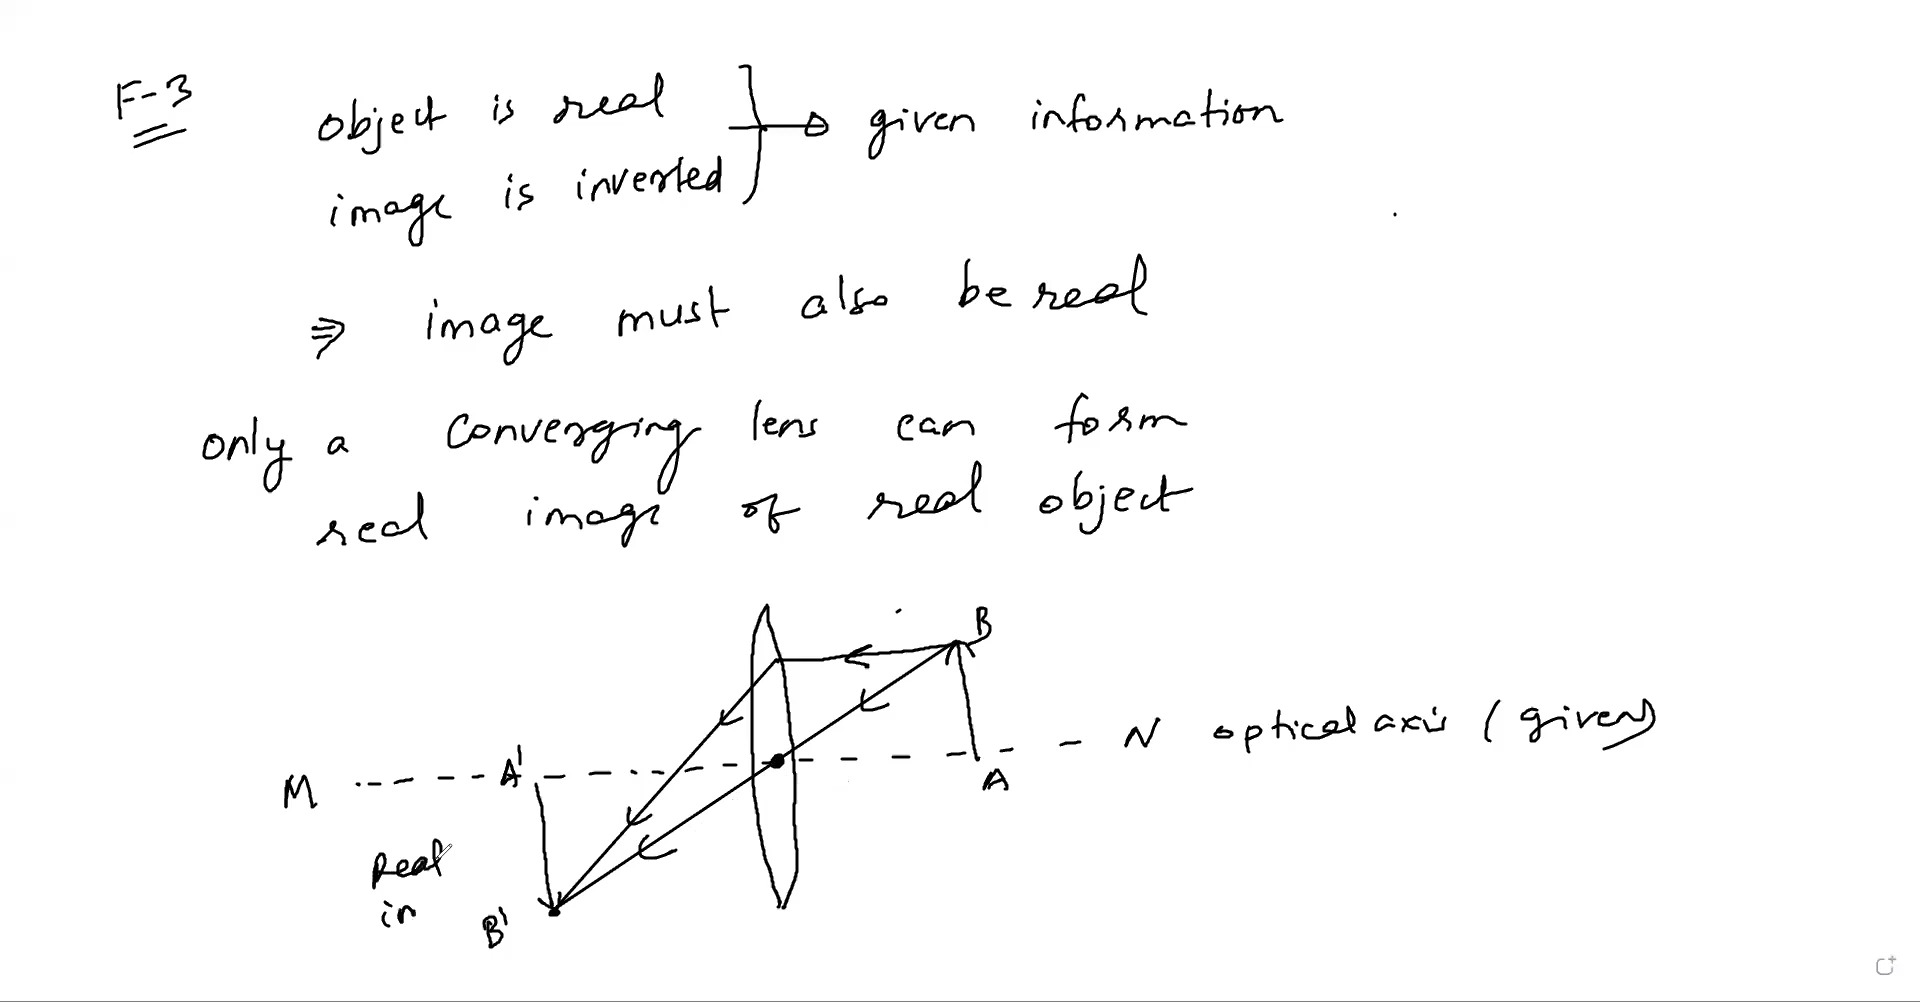 F-3
object is real
image is inverted
given information
⇒ image must also be real
only a converging lens can form
real image of real object
B
M A' A N optical axis (given)
Real
in
B'